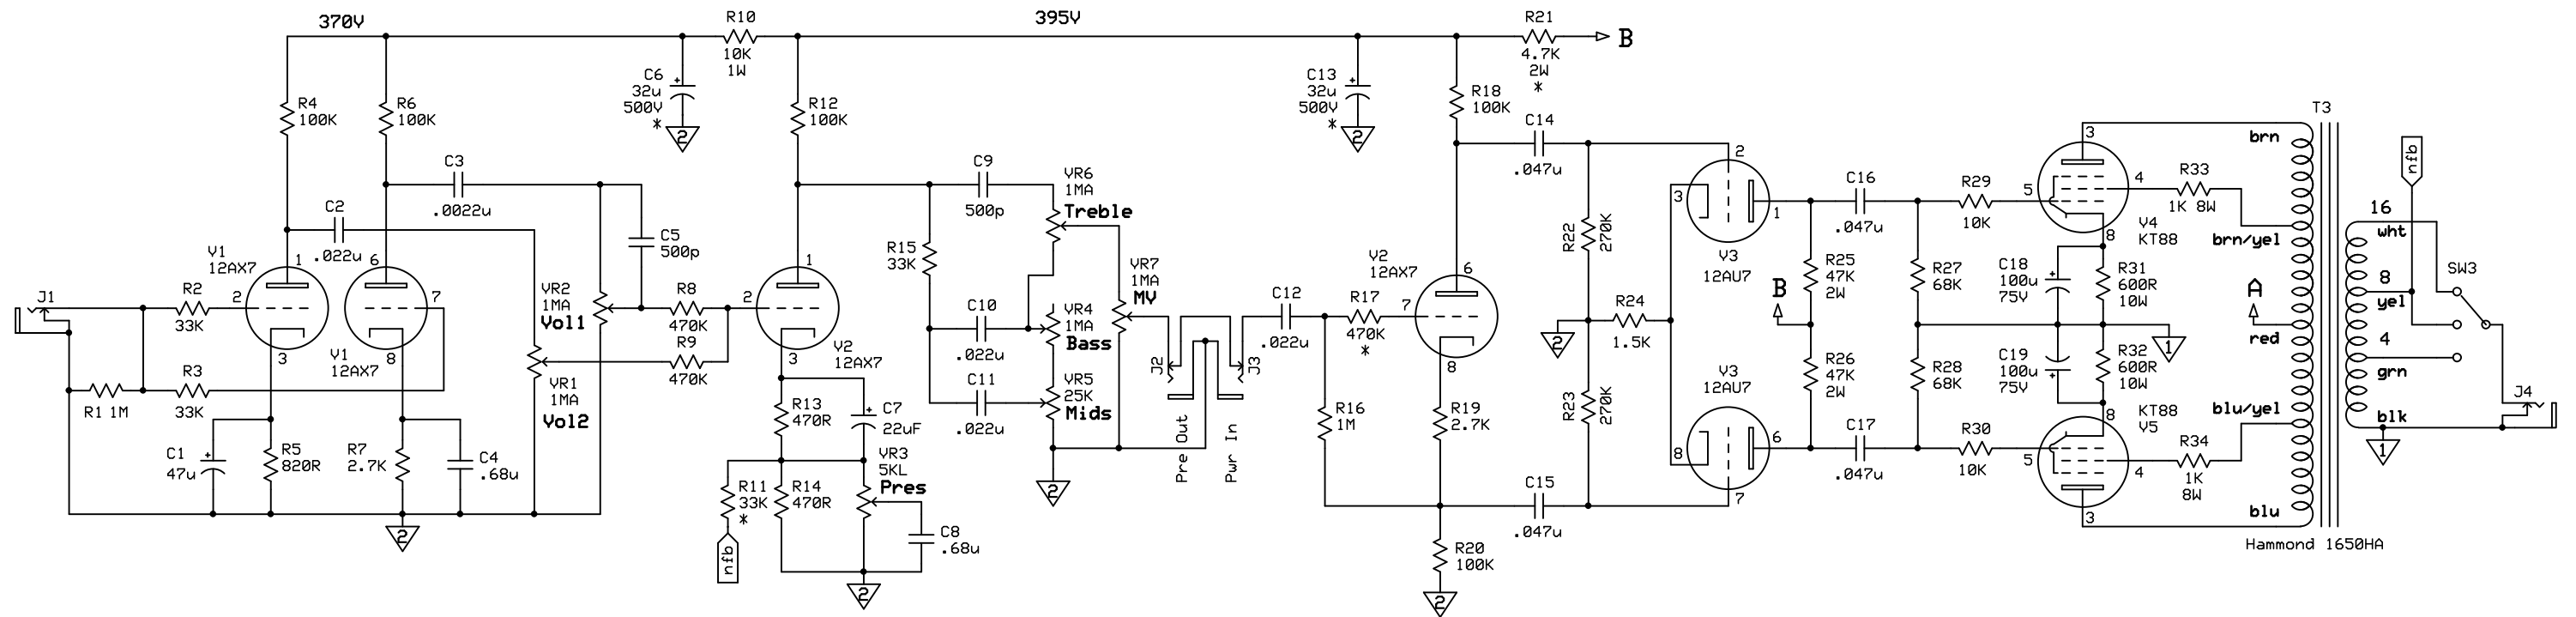 370V
R10
10K
1W
395V
R21
4.7K
2W
*
B
R4
100K
R6
100K
C6
32u
500V
*
2
R12
100K
C13
32u
500V
*
2
R18
100K
C14
.047u
T3
brn
nfb
C3
.0022u
C2
.022u
C5
500p
C9
500p
VR6
1MA
Treble
R15
33K
V1
12AX7
1
2
3
6
7
8
V1
12AX7
J1
R2
33K
R3
33K
R1 1M
VR2
1MA
Vol1
VR1
1MA
Vol2
R8
470K
R9
470K
1
2
3
V2
12AX7
C10
.022u
C11
.022u
VR4
1MA
Bass
VR5
25K
Mids
VR7
1MA
MV
J2
J3
Pre Out
Pwr In
C12
.022u
R17
470K
*
V2
12AX7
6
7
8
R16
1M
R19
2.7K
R20
100K
2
C15
.047u
R22
270K
R23
270K
2
R24
1.5K
2
3
1
V3
12AU7
V3
12AU7
8
6
7
B
R25
47K
2W
R26
47K
2W
C16
.047u
C17
.047u
R27
68K
R28
68K
R29
10K
R30
10K
3
5
4
8
V4
KT88
R33
1K 8W
C18
100u
75V
R31
600R
10W
C19
100u
75V
R32
600R
10W
1
8
KT88
V5
5
4
3
R34
1K
8W
brn/yel
A
red
blu/yel
blu
Hammond 1650HA
16
wht
8
yel
4
grn
blk
1
SW3
J4
C1
47u
R5
820R
R7
2.7K
C4
.68u
2
R13
470R
C7
22uF
R11
33K
*
nfb
R14
470R
VR3
5KL
Pres
C8
.68u
2
2